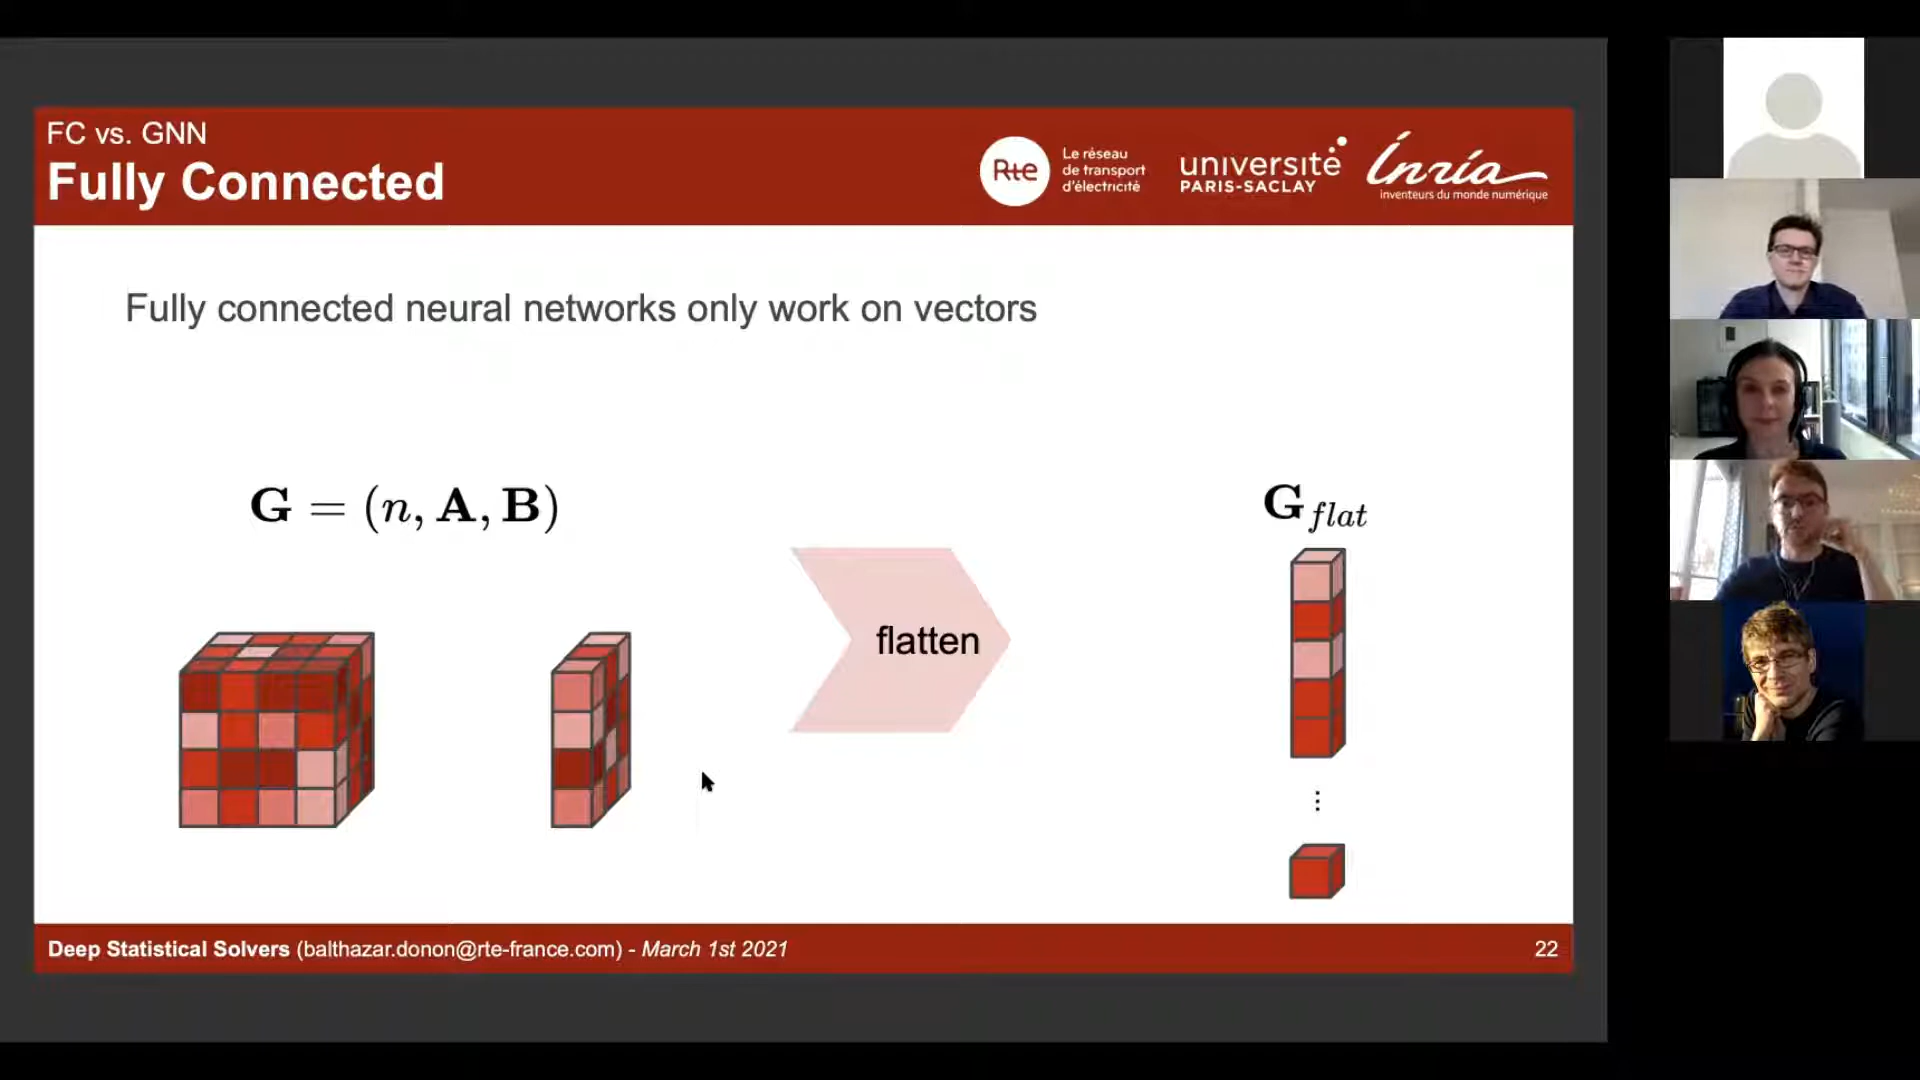 FC vs. GNN
Fully Connected
Rte
Le réseau
de transport
d'électricité
université
PARIS-SACLAY
Inria
inventeurs du monde numérique
Fully connected neural networks only work on vectors
G = (n, A, B)
G_flat
flatten
⋮
Deep Statistical Solvers (balthazar.donon@rte-france.com) - March 1st 2021
22